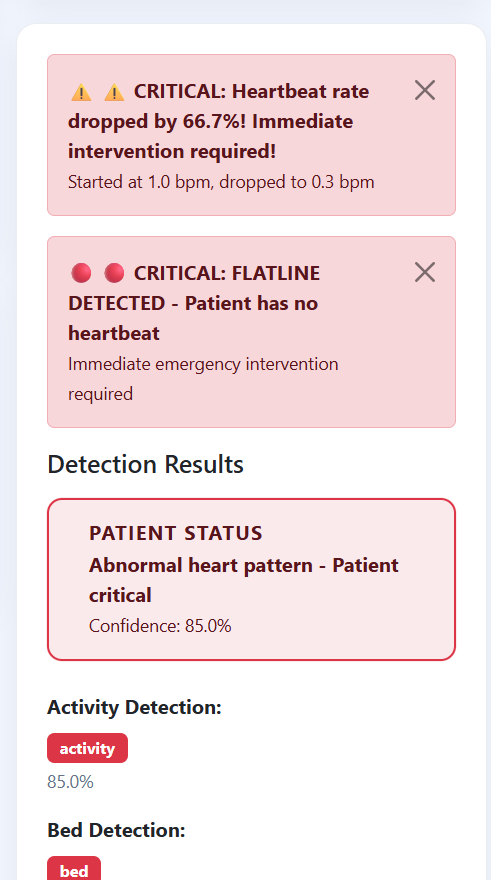 ⚠️ ⚠️ CRITICAL: Heartbeat rate
dropped by 66.7%! Immediate
intervention required!
Started at 1.0 bpm, dropped to 0.3 bpm
🔴 🔴 CRITICAL: FLATLINE
DETECTED - Patient has no
heartbeat
Immediate emergency intervention
required
Detection Results
PATIENT STATUS
Abnormal heart pattern - Patient
critical
Confidence: 85.0%
Activity Detection:
activity
85.0%
Bed Detection:
bed